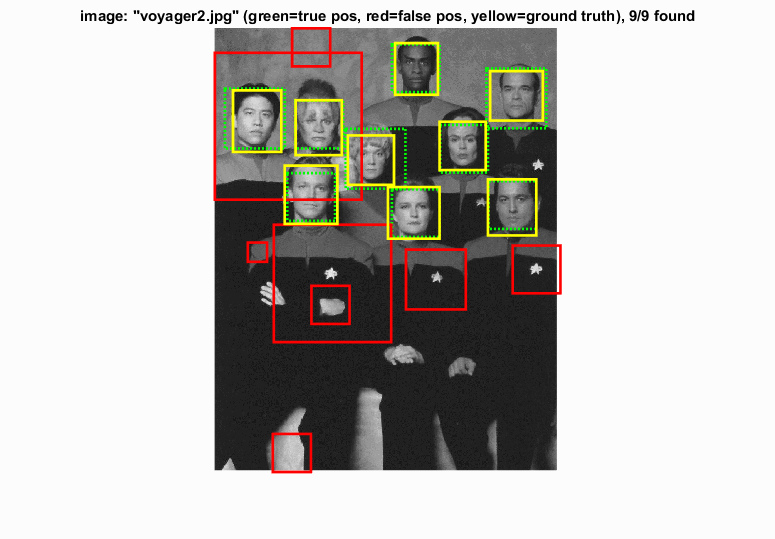 image: "voyager2.jpg" (green=true pos, red=false pos, yellow=ground truth), 9/9 found